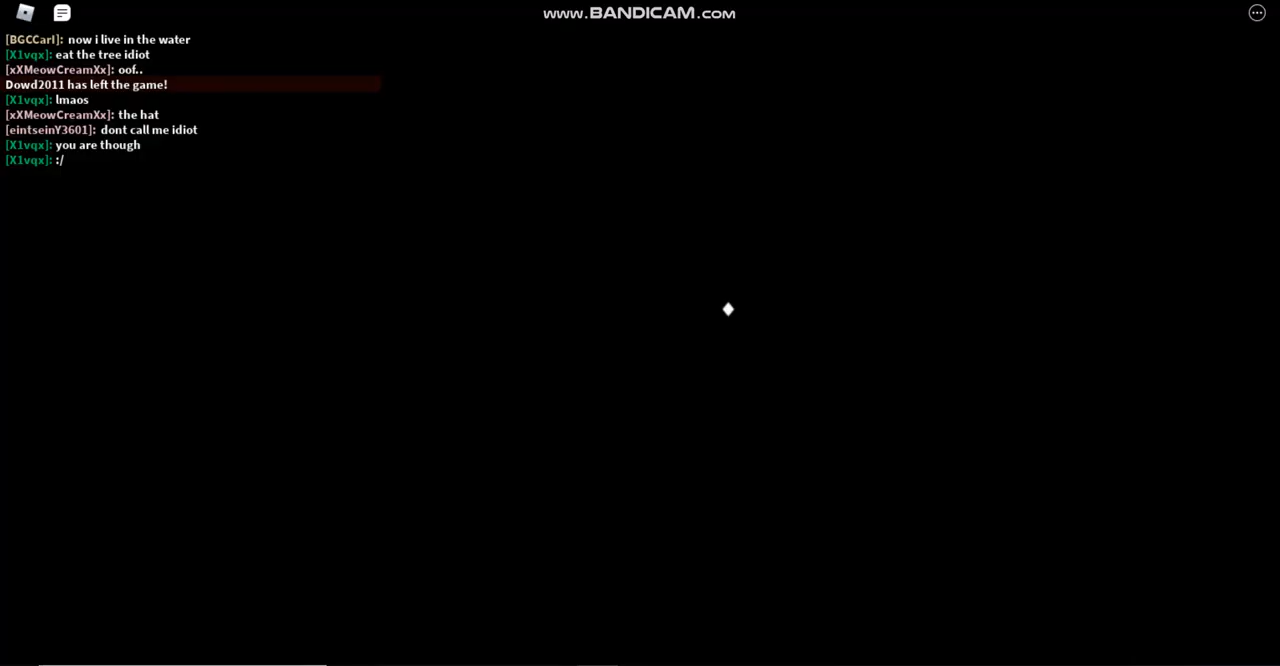 www.BANDICAM.com
[BGCCarl]: now i live in the water
[X1vqx]: eat the tree idiot
[xXMeowCreamXx]: oof..
Dowd2011 has left the game!
[X1vqx]: lmaos
[xXMeowCreamXx]: the hat
[eintseinY3601]: dont call me idiot
[X1vqx]: you are though
[X1vqx]: :/